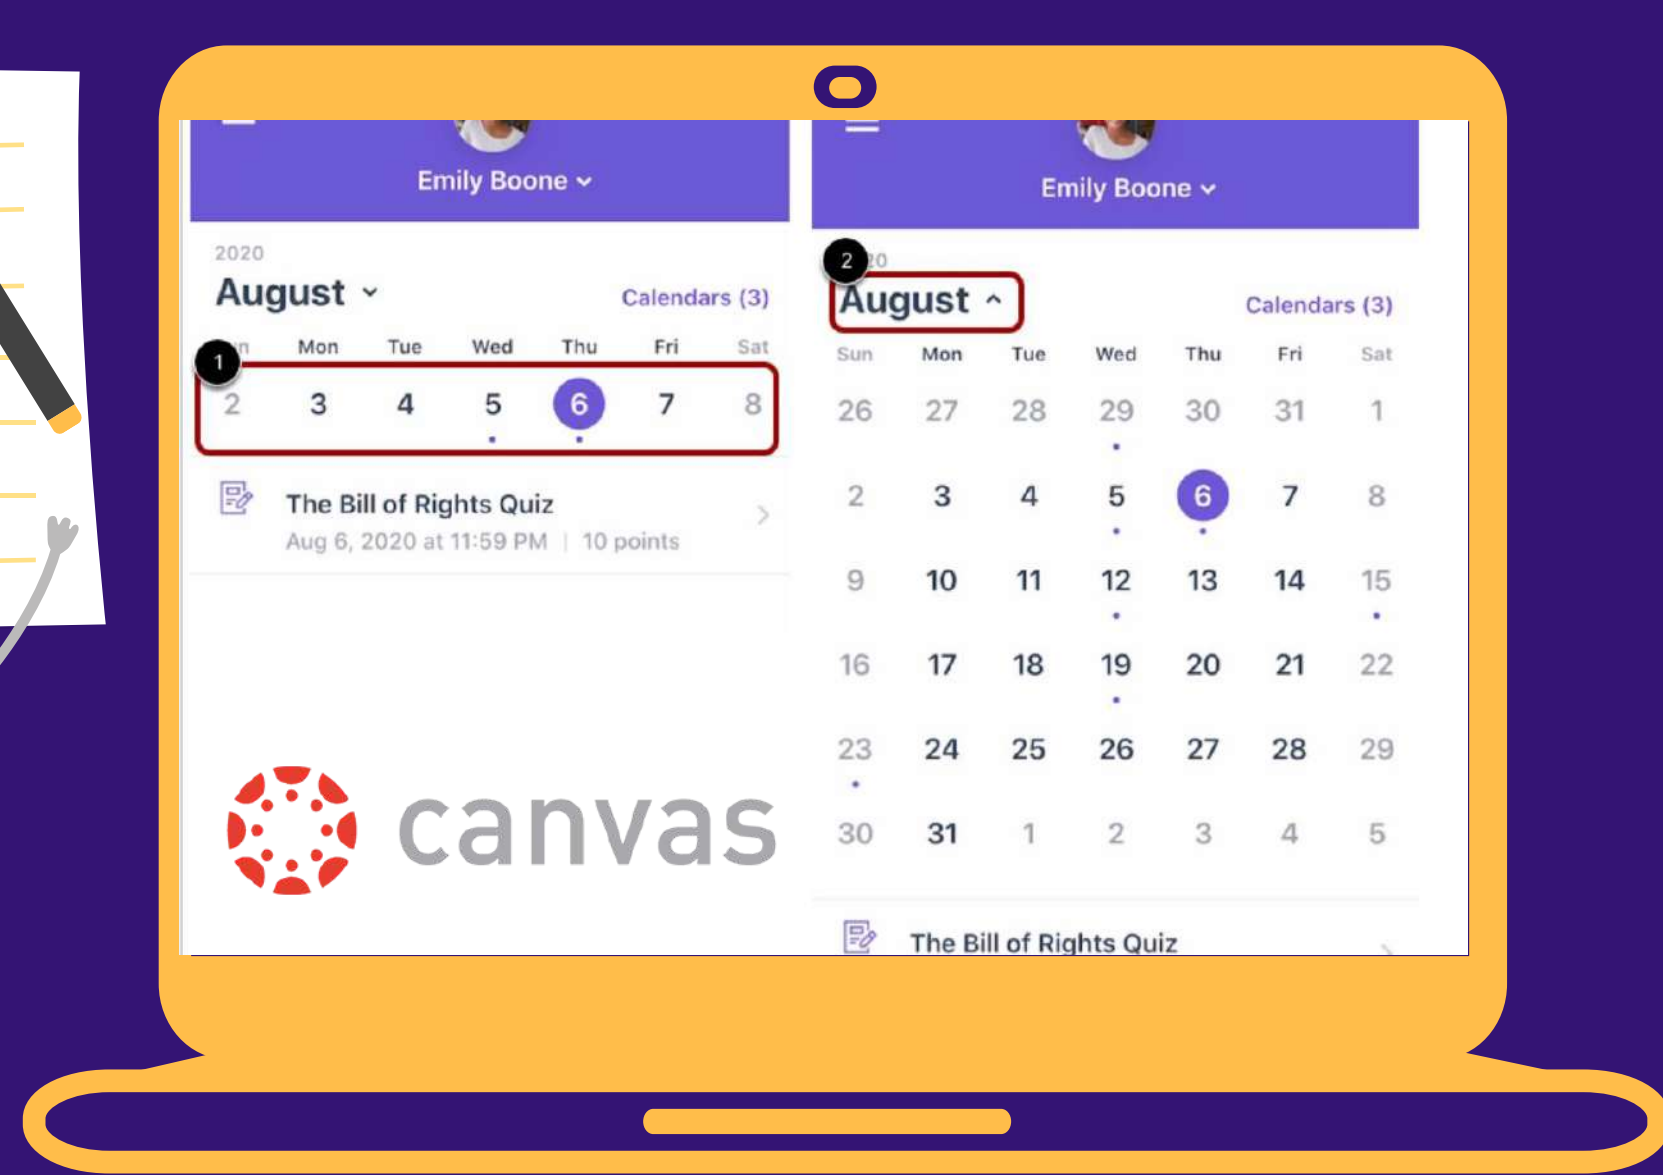 Emily Boone
2020
August
Calendars (3)
Mon Tue Wed Thu Fri Sat
1
2 3 4 5 6 7 8
The Bill of Rights Quiz
Aug 6, 2020 at 11:59 PM | 10 points
canvas
Emily Boone
2
August
Calendars (3)
Sun Mon Tue Wed Thu Fri Sat
26 27 28 29 30 31 1
2 3 4 5 6 7 8
9 10 11 12 13 14 15
16 17 18 19 20 21 22
23 24 25 26 27 28 29
30 31 1 2 3 4 5
The Bill of Rights Quiz